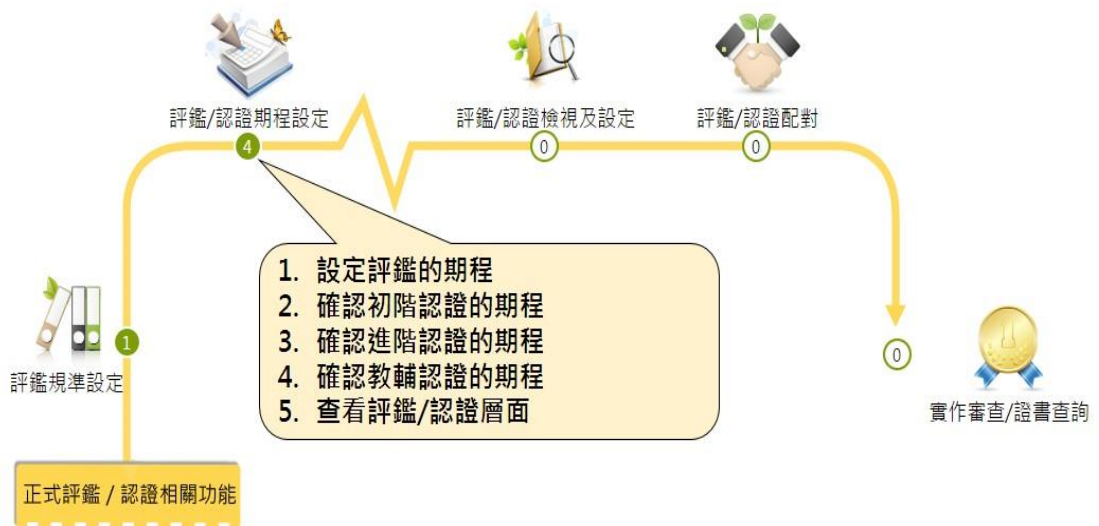 評鑑/認證期程設定
評鑑/認證檢視及設定
評鑑/認證配對
4
0
0
1. 設定評鑑的期程
2. 確認初階認證的期程
3. 確認進階認證的期程
4. 確認教輔認證的期程
5. 查看評鑑/認證層面
1
評鑑規準設定
0
實作審查/證書查詢
正式評鑑 / 認證相關功能